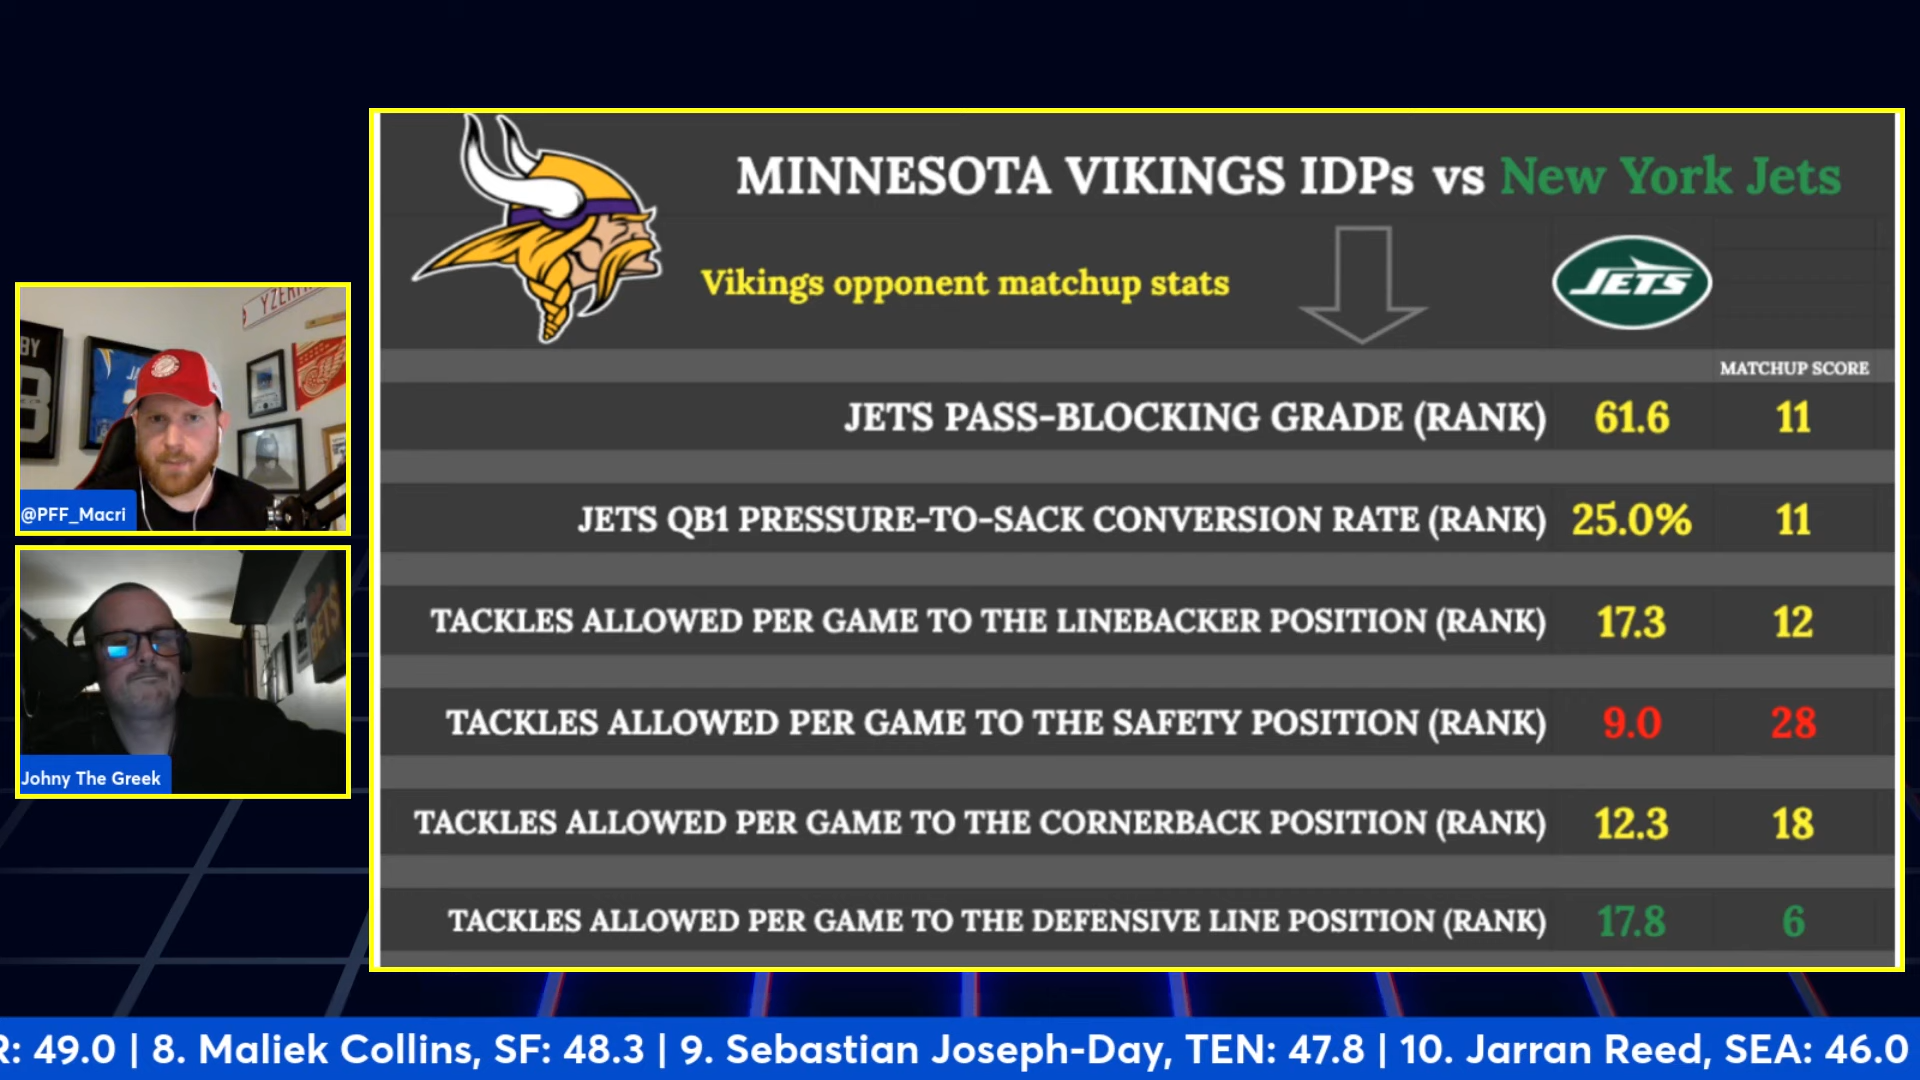 MINNESOTA VIKINGS IDPs vs New York Jets
Vikings opponent matchup stats
JETS
MATCHUP SCORE
JETS PASS-BLOCKING GRADE (RANK) 61.6 11
JETS QB1 PRESSURE-TO-SACK CONVERSION RATE (RANK) 25.0% 11
TACKLES ALLOWED PER GAME TO THE LINEBACKER POSITION (RANK) 17.3 12
TACKLES ALLOWED PER GAME TO THE SAFETY POSITION (RANK) 9.0 28
TACKLES ALLOWED PER GAME TO THE CORNERBACK POSITION (RANK) 12.3 18
TACKLES ALLOWED PER GAME TO THE DEFENSIVE LINE POSITION (RANK) 17.8 6
@PFF_Macri
Johny The Greek
R: 49.0 | 8. Maliek Collins, SF: 48.3 | 9. Sebastian Joseph-Day, TEN: 47.8 | 10. Jarran Reed, SEA: 46.0